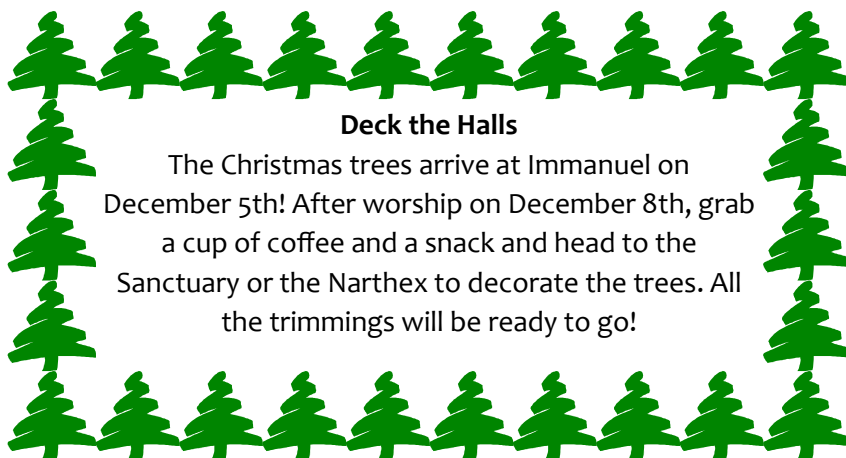 Deck the Halls
The Christmas trees arrive at Immanuel on
December 5th! After worship on December 8th, grab
a cup of coffee and a snack and head to the
Sanctuary or the Narthex to decorate the trees. All
the trimmings will be ready to go!